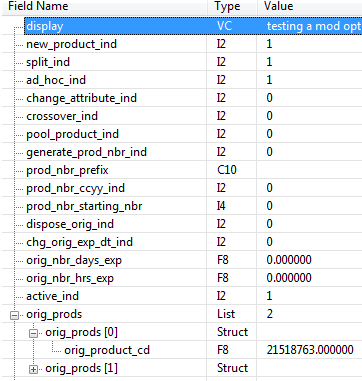 Field Name Type Value
display VC testing a mod opt
new_product_ind I2 1
split_ind I2 1
ad_hoc_ind I2 1
change_attribute_ind I2 0
crossover_ind I2 0
pool_product_ind I2 0
generate_prod_nbr_ind I2 0
prod_nbr_prefix C10
prod_nbr_ccyy_ind I2 0
prod_nbr_starting_nbr I4 0
dispose_orig_ind I2 0
chg_orig_exp_dt_ind I2 0
orig_nbr_days_exp F8 0.000000
orig_nbr_hrs_exp F8 0.000000
active_ind I2 1
orig_prods List 2
orig_prods [0] Struct
orig_product_cd F8 21518763.000000
orig_prods [1] Struct